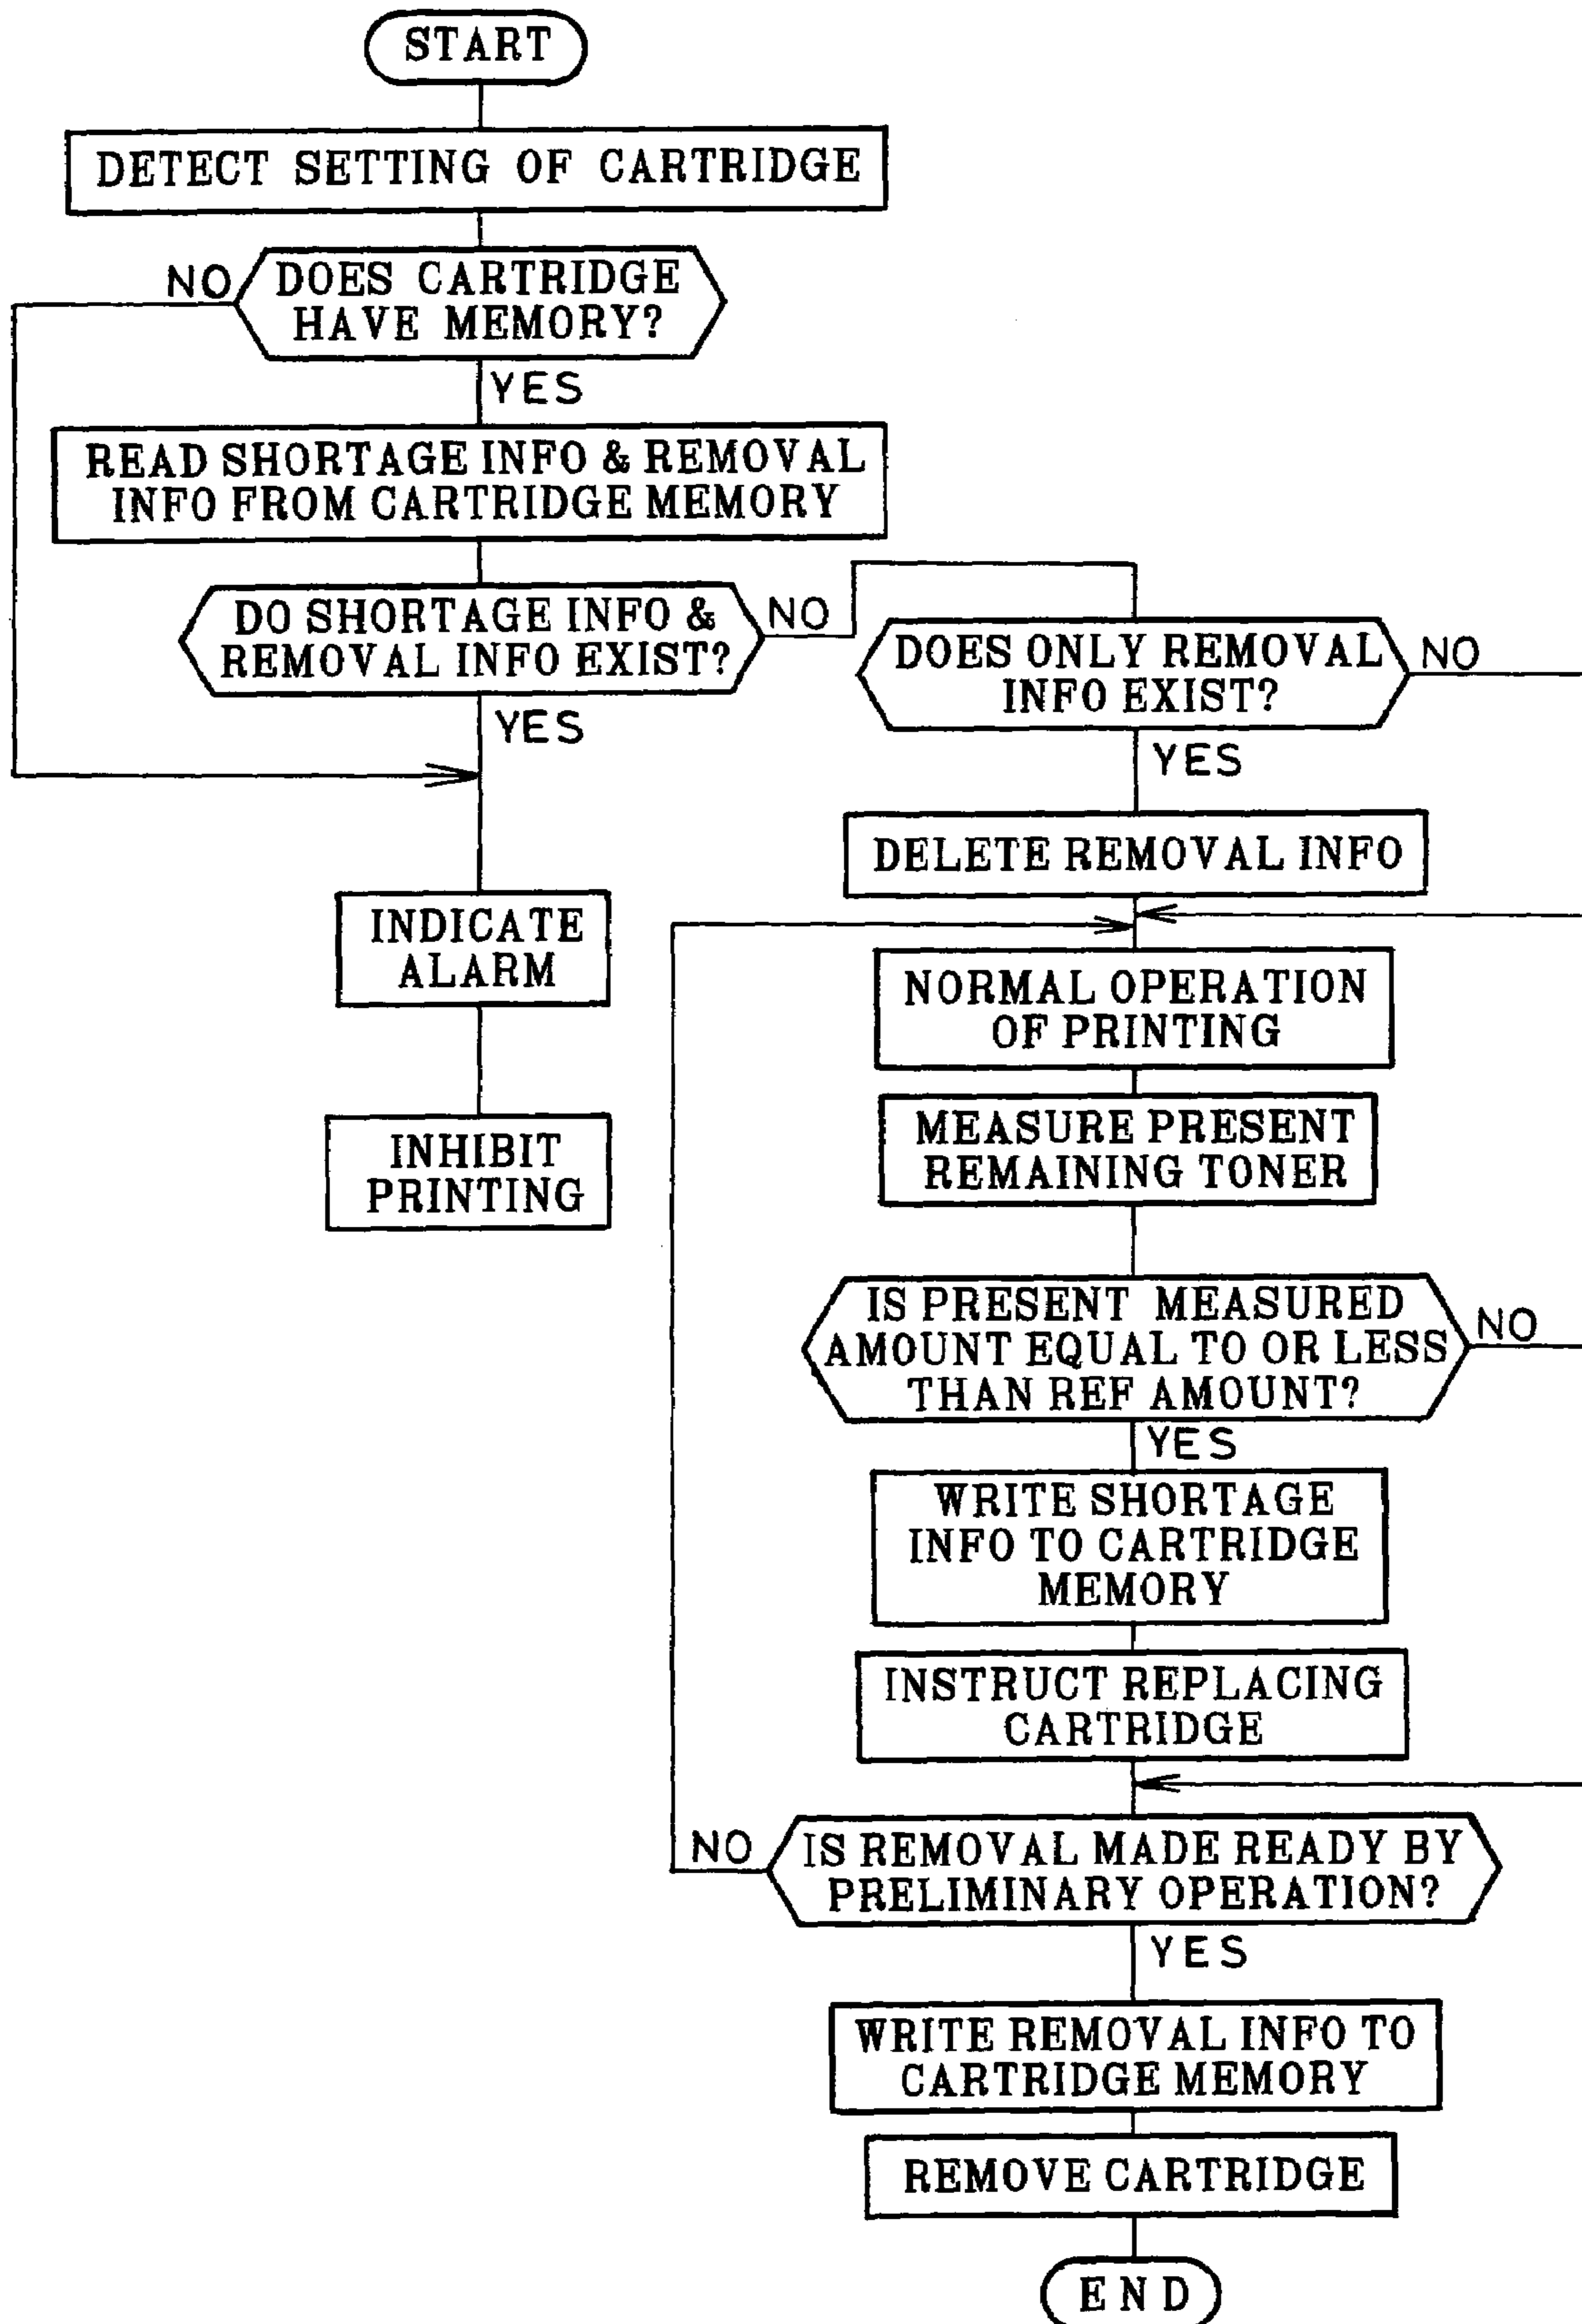 START
DETECT SETTING OF CARTRIDGE
NO
DOES CARTRIDGE
HAVE MEMORY?
YES
READ SHORTAGE INFO & REMOVAL
INFO FROM CARTRIDGE MEMORY
DO SHORTAGE INFO &
REMOVAL INFO EXIST?
NO
YES
INDICATE
ALARM
INHIBIT
PRINTING
DOES ONLY REMOVAL
INFO EXIST?
NO
YES
DELETE REMOVAL INFO
NORMAL OPERATION
OF PRINTING
MEASURE PRESENT
REMAINING TONER
IS PRESENT MEASURED
AMOUNT EQUAL TO OR LESS
THAN REF AMOUNT?
NO
YES
WRITE SHORTAGE
INFO TO CARTRIDGE
MEMORY
INSTRUCT REPLACING
CARTRIDGE
NO
IS REMOVAL MADE READY BY
PRELIMINARY OPERATION?
YES
WRITE REMOVAL INFO TO
CARTRIDGE MEMORY
REMOVE CARTRIDGE
END